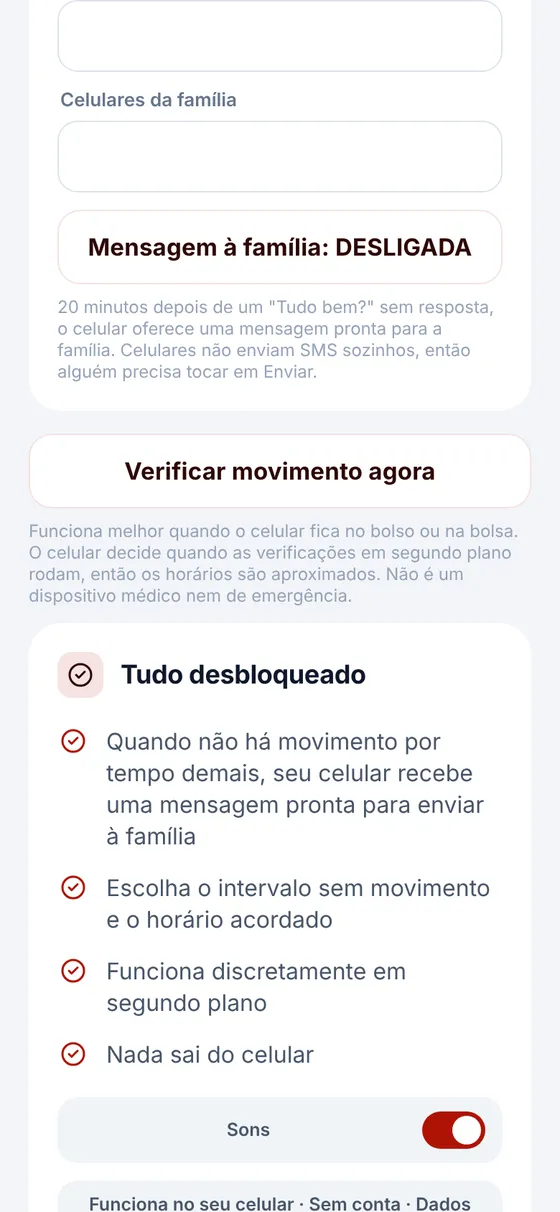 Celulares da família
Mensagem à família: DESLIGADA
20 minutos depois de um "Tudo bem?" sem resposta,
o celular oferece uma mensagem pronta para a
família. Celulares não enviam SMS sozinhos, então
alguém precisa tocar em Enviar.
Verificar movimento agora
Funciona melhor quando o celular fica no bolso ou na bolsa.
O celular decide quando as verificações em segundo plano
rodam, então os horários são aproximados. Não é um
dispositivo médico nem de emergência.
Tudo desbloqueado
Quando não há movimento por
tempo demais, seu celular recebe
uma mensagem pronta para enviar
à família
Escolha o intervalo sem movimento
e o horário acordado
Funciona discretamente em
segundo plano
Nada sai do celular
Sons
Funciona no seu celular · Sem conta · Dados